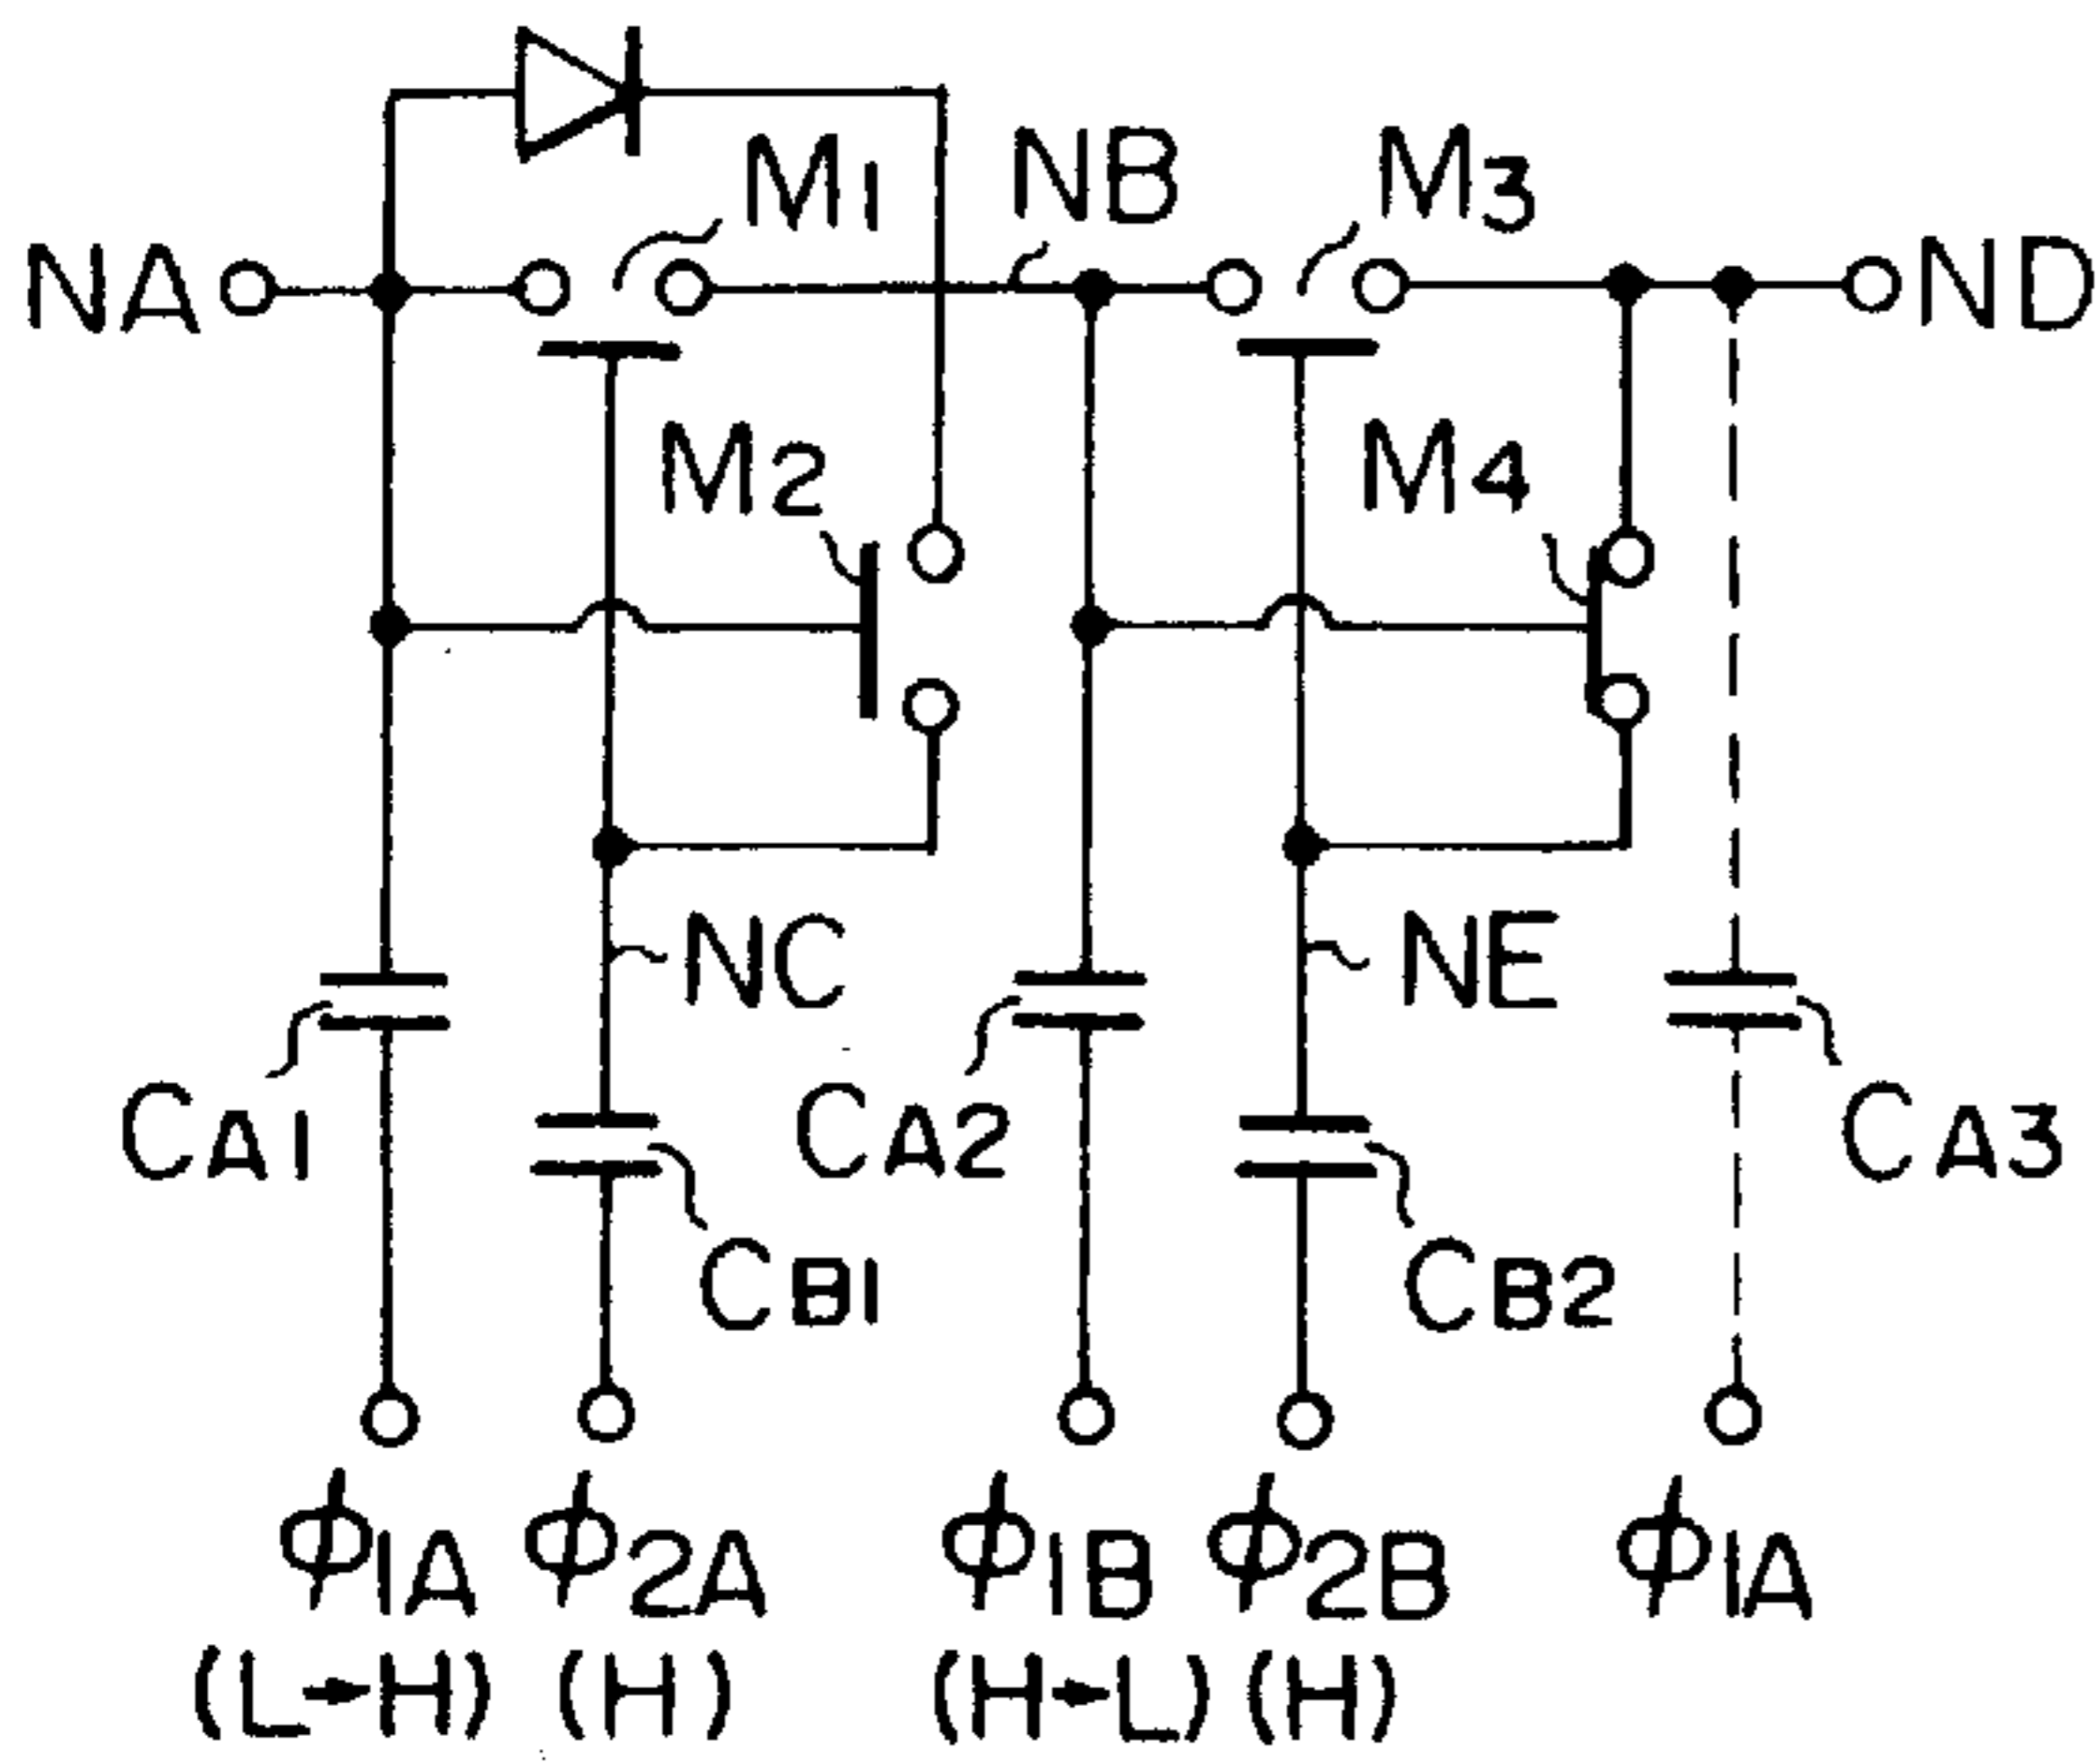 M1 NB M3
NA ND
M2 M4
NC NE
CA1 CA2 CA3
CB1 CB2
ϕ1A ϕ2A ϕ1B ϕ2B ϕ1A
(L→H) (H) (H→L) (H)